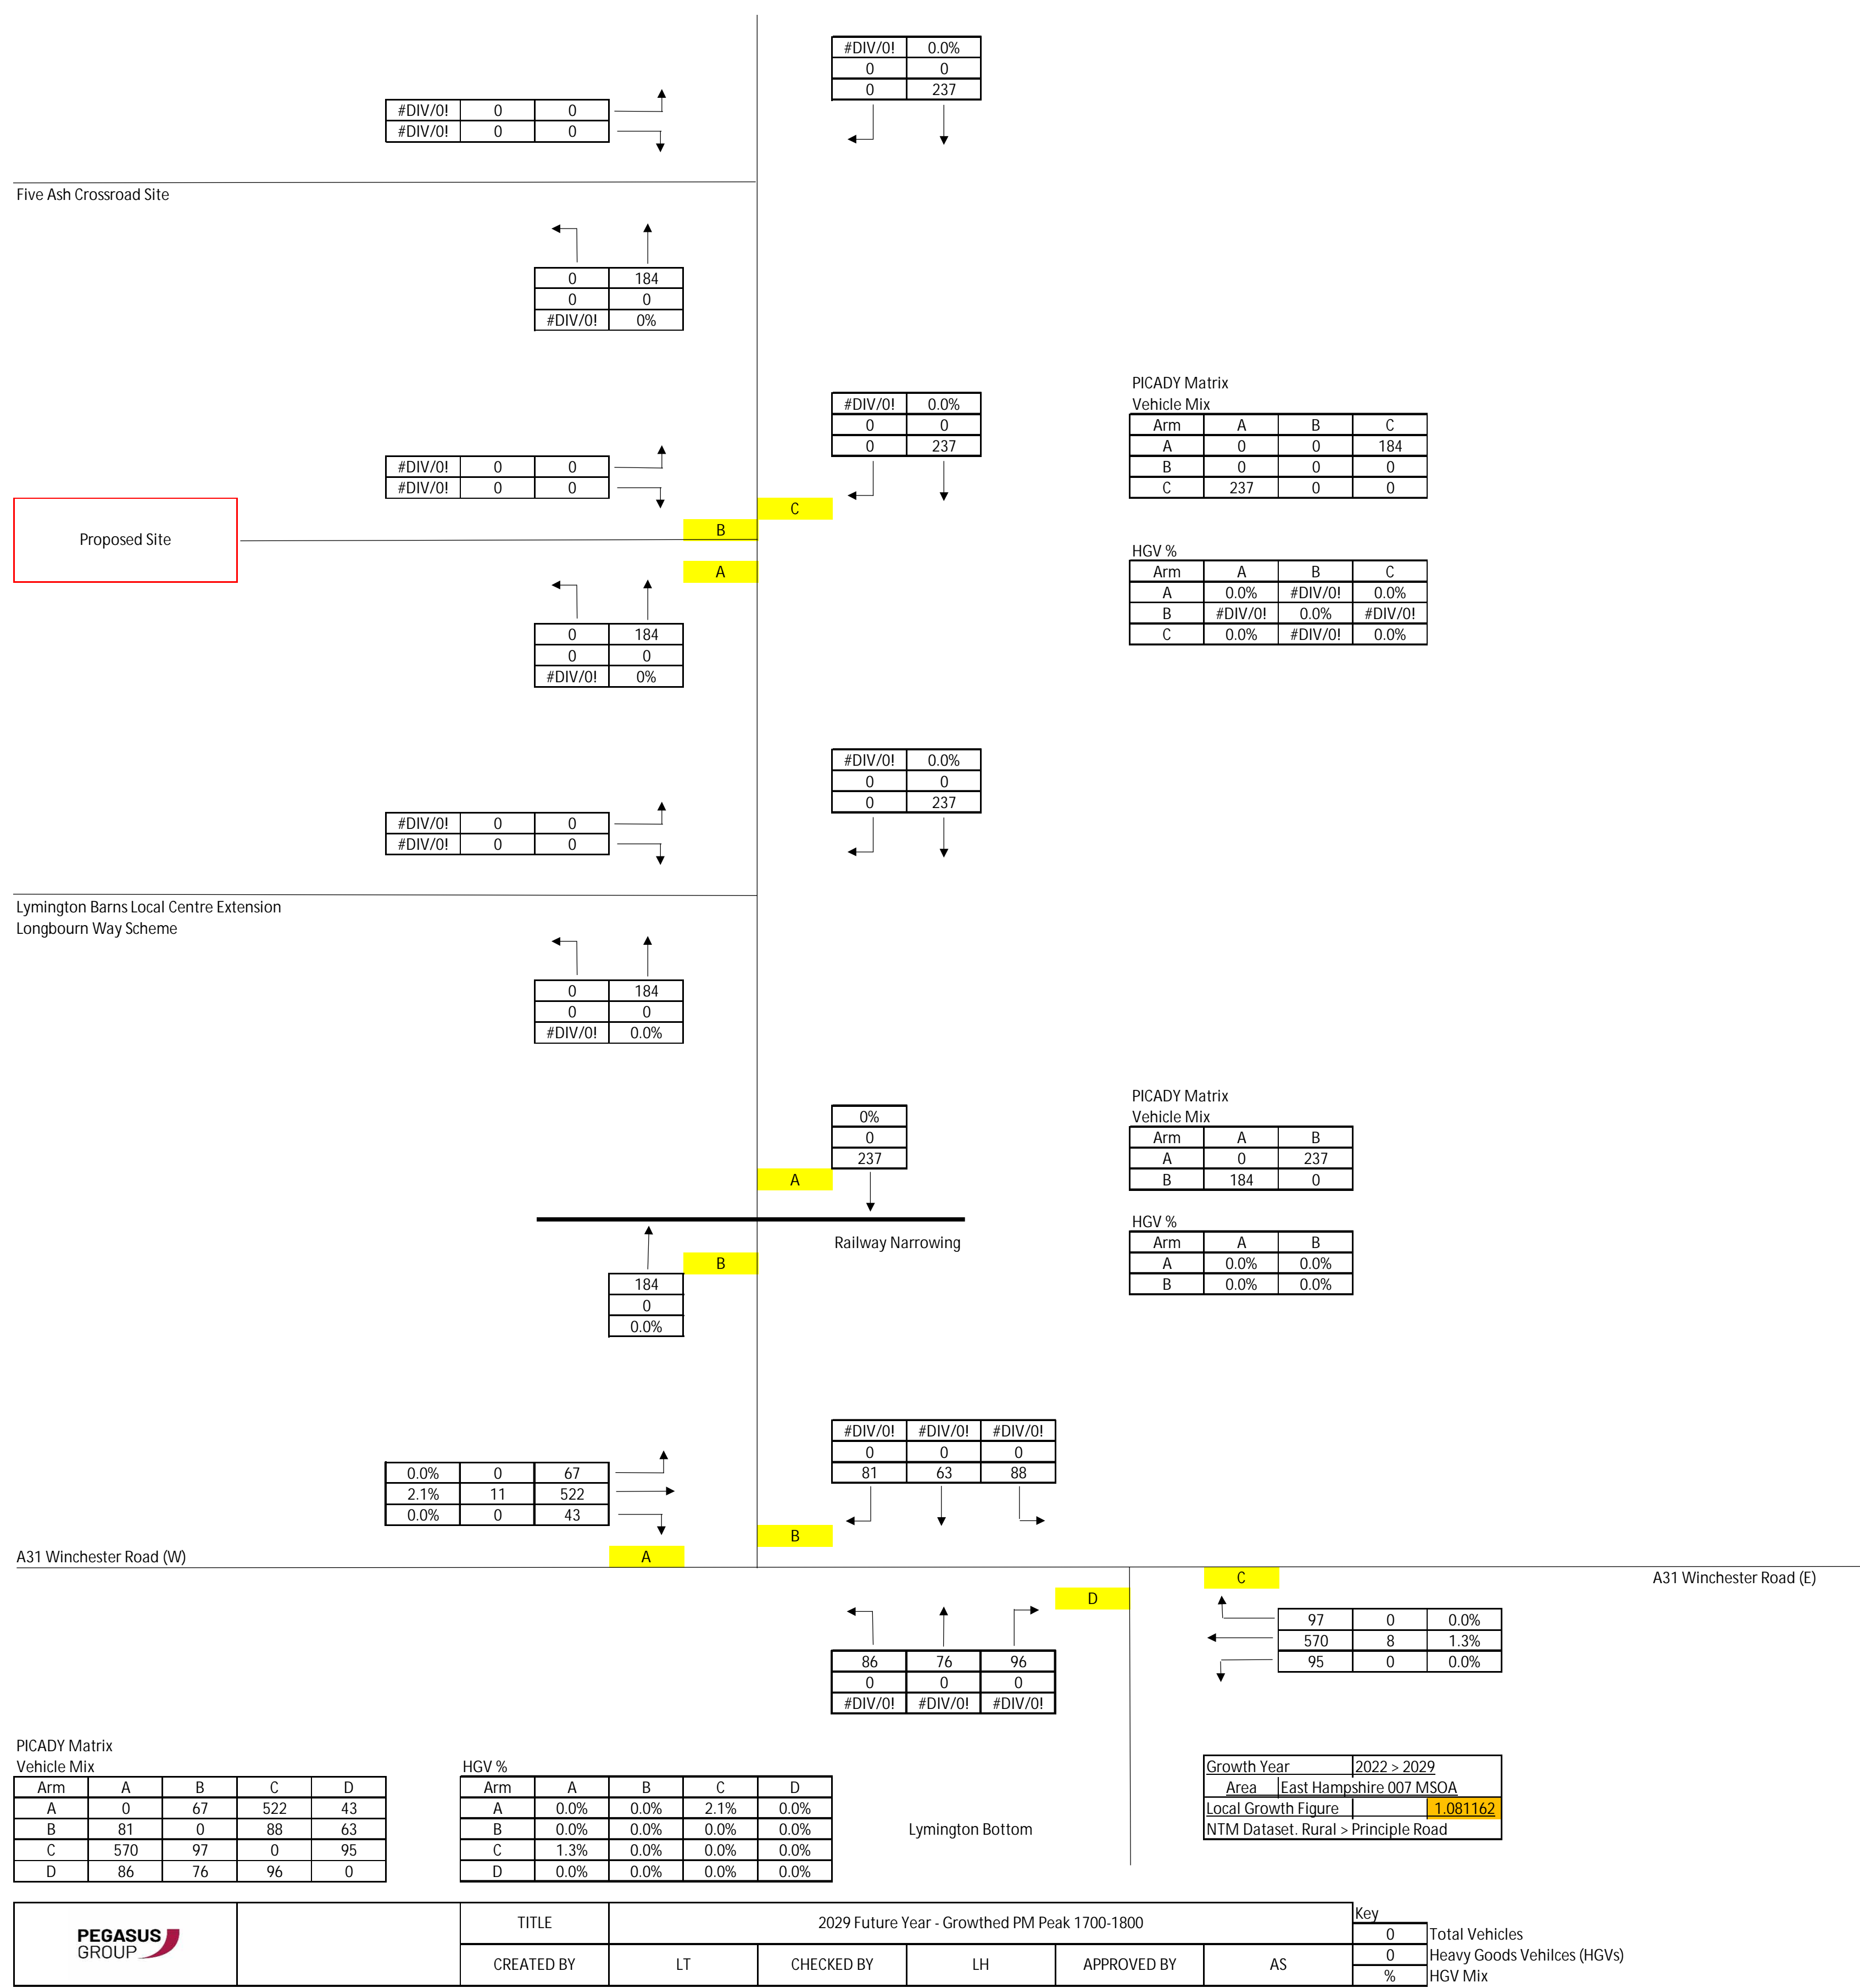 #DIV/0! 0.0%
0 0
0 237
#DIV/0! 0 0
#DIV/0! 0 0
Five Ash Crossroad Site
0 184
0 0
#DIV/0! 0%
PICADY Matrix
Vehicle Mix
Arm A B C
A 0 0 184
B 0 0 0
C 237 0 0
#DIV/0! 0.0%
0 0
0 237
#DIV/0! 0 0
#DIV/0! 0 0
C
B
Proposed Site
A
HGV %
Arm A B C
A 0.0% #DIV/0! 0.0%
B #DIV/0! 0.0% #DIV/0!
C 0.0% #DIV/0! 0.0%
0 184
0 0
#DIV/0! 0%
#DIV/0! 0.0%
0 0
0 237
#DIV/0! 0 0
#DIV/0! 0 0
Lymington Barns Local Centre Extension
Longbourn Way Scheme
0 184
0 0
#DIV/0! 0.0%
PICADY Matrix
Vehicle Mix
Arm A B
A 0 237
B 184 0
0%
0
237
A
Railway Narrowing
B
HGV %
Arm A B
A 0.0% 0.0%
B 0.0% 0.0%
184
0
0.0%
#DIV/0! #DIV/0! #DIV/0!
0 0 0
81 63 88
0.0% 0 67
2.1% 11 522
0.0% 0 43
B
A31 Winchester Road (W)
A
C
A31 Winchester Road (E)
D
97 0 0.0%
570 8 1.3%
95 0 0.0%
86 76 96
0 0 0
#DIV/0! #DIV/0! #DIV/0!
PICADY Matrix
Vehicle Mix
Arm A B C D
A 0 67 522 43
B 81 0 88 63
C 570 97 0 95
D 86 76 96 0
HGV %
Arm A B C D
A 0.0% 0.0% 2.1% 0.0%
B 0.0% 0.0% 0.0% 0.0%
C 1.3% 0.0% 0.0% 0.0%
D 0.0% 0.0% 0.0% 0.0%
Lymington Bottom
Growth Year 2022 > 2029
Area East Hampshire 007 MSOA
Local Growth Figure 1.081162
NTM Dataset. Rural > Principle Road
PEGASUS
GROUP
TITLE 2029 Future Year - Growthed PM Peak 1700-1800
CREATED BY LT CHECKED BY LH APPROVED BY AS
Key
0 Total Vehicles
0 Heavy Goods Vehilces (HGVs)
% HGV Mix